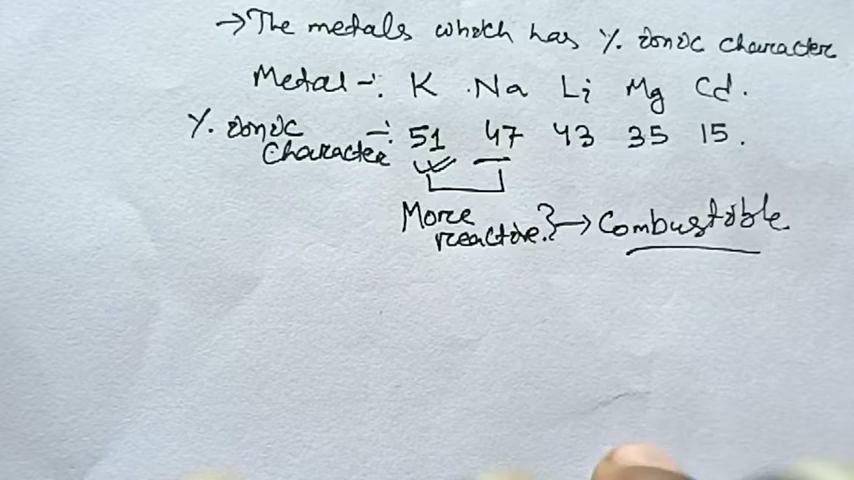 →The metals which has % ionic character
Metal -: K Na Li Mg Cd.
% ionic character -: 51 47 43 35 15.
More reactive. → Combustible